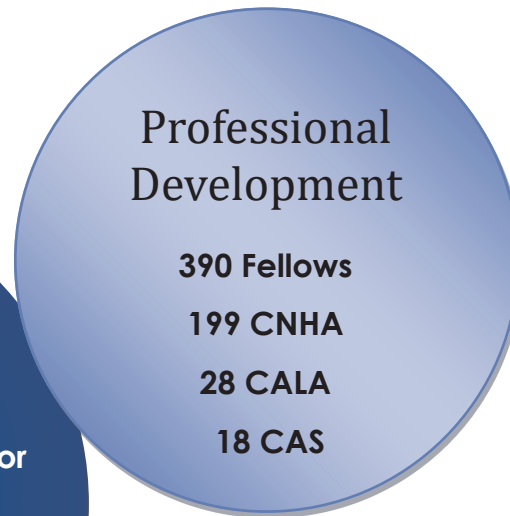 Professional
Development
390 Fellows
199 CNHA
28 CALA
18 CAS
or